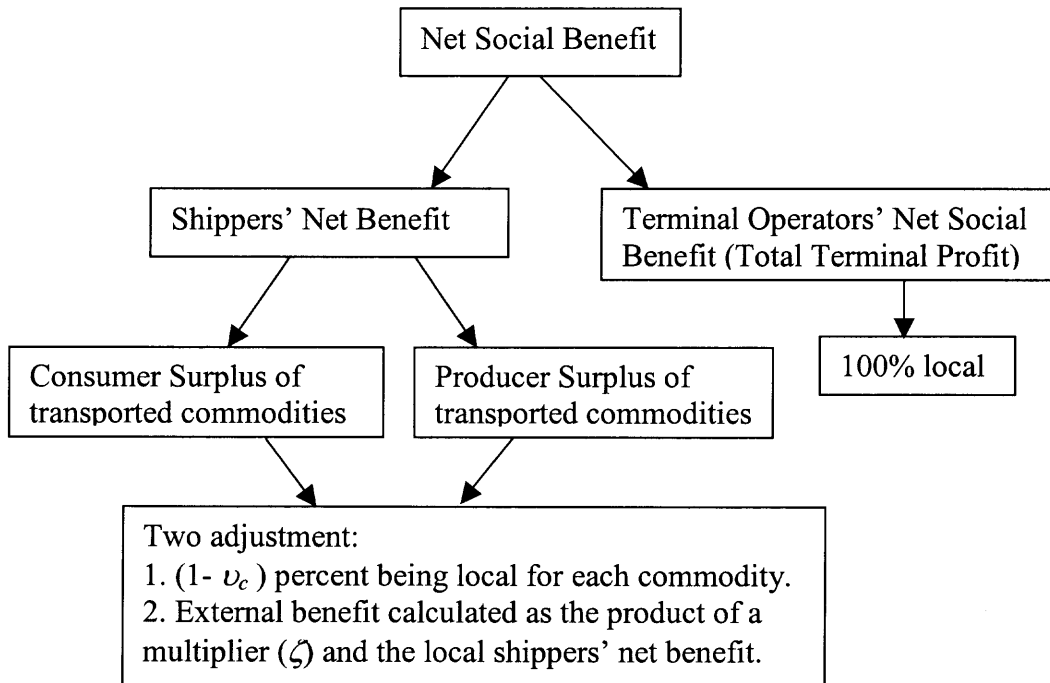 Net Social Benefit
Shippers’ Net Benefit
Terminal Operators’ Net Social
Benefit (Total Terminal Profit)
Consumer Surplus of
transported commodities
Producer Surplus of
transported commodities
100% local
Two adjustment:
1. (1- υc ) percent being local for each commodity.
2. External benefit calculated as the product of a
multiplier (ζ) and the local shippers’ net benefit.